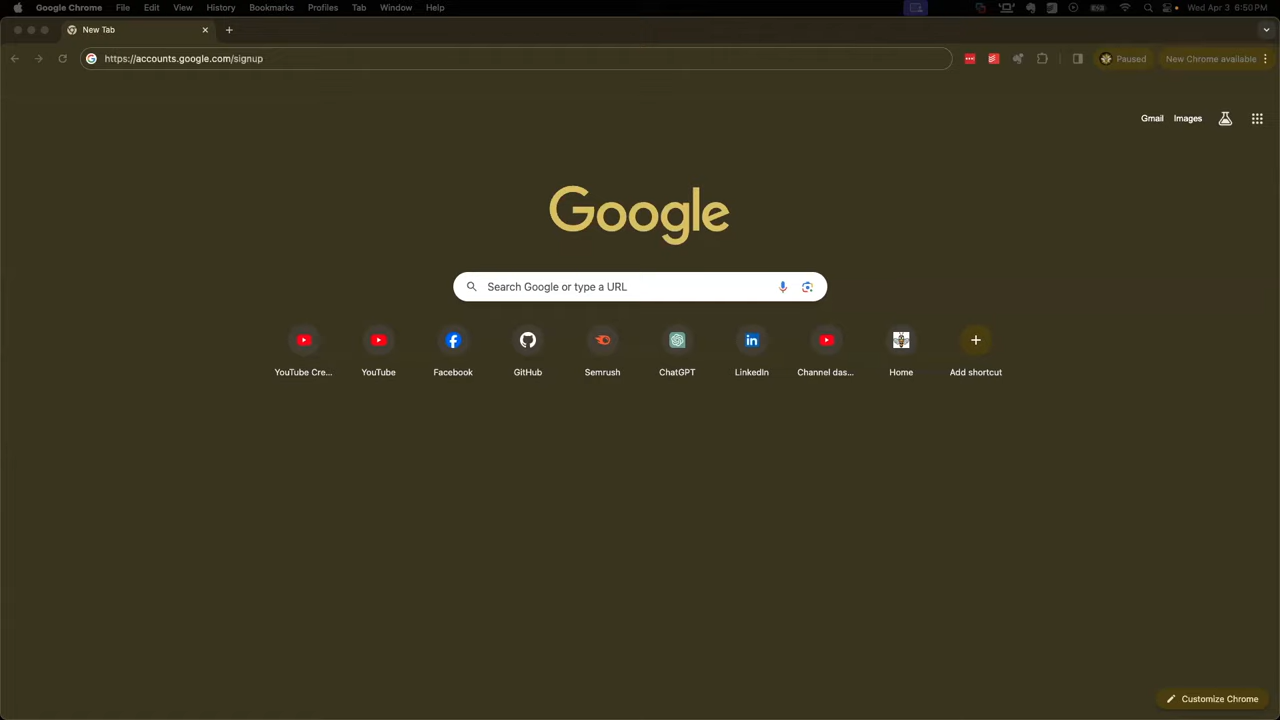 Google Chrome File Edit View History Bookmarks Profiles Tab Window Help Wed Apr 3 6:50 PM
New Tab
https://accounts.google.com/signup Paused New Chrome available
Gmail Images
Google
Search Google or type a URL
YouTube Cre... YouTube Facebook GitHub Semrush ChatGPT LinkedIn Channel das... Home Add shortcut
Customize Chrome